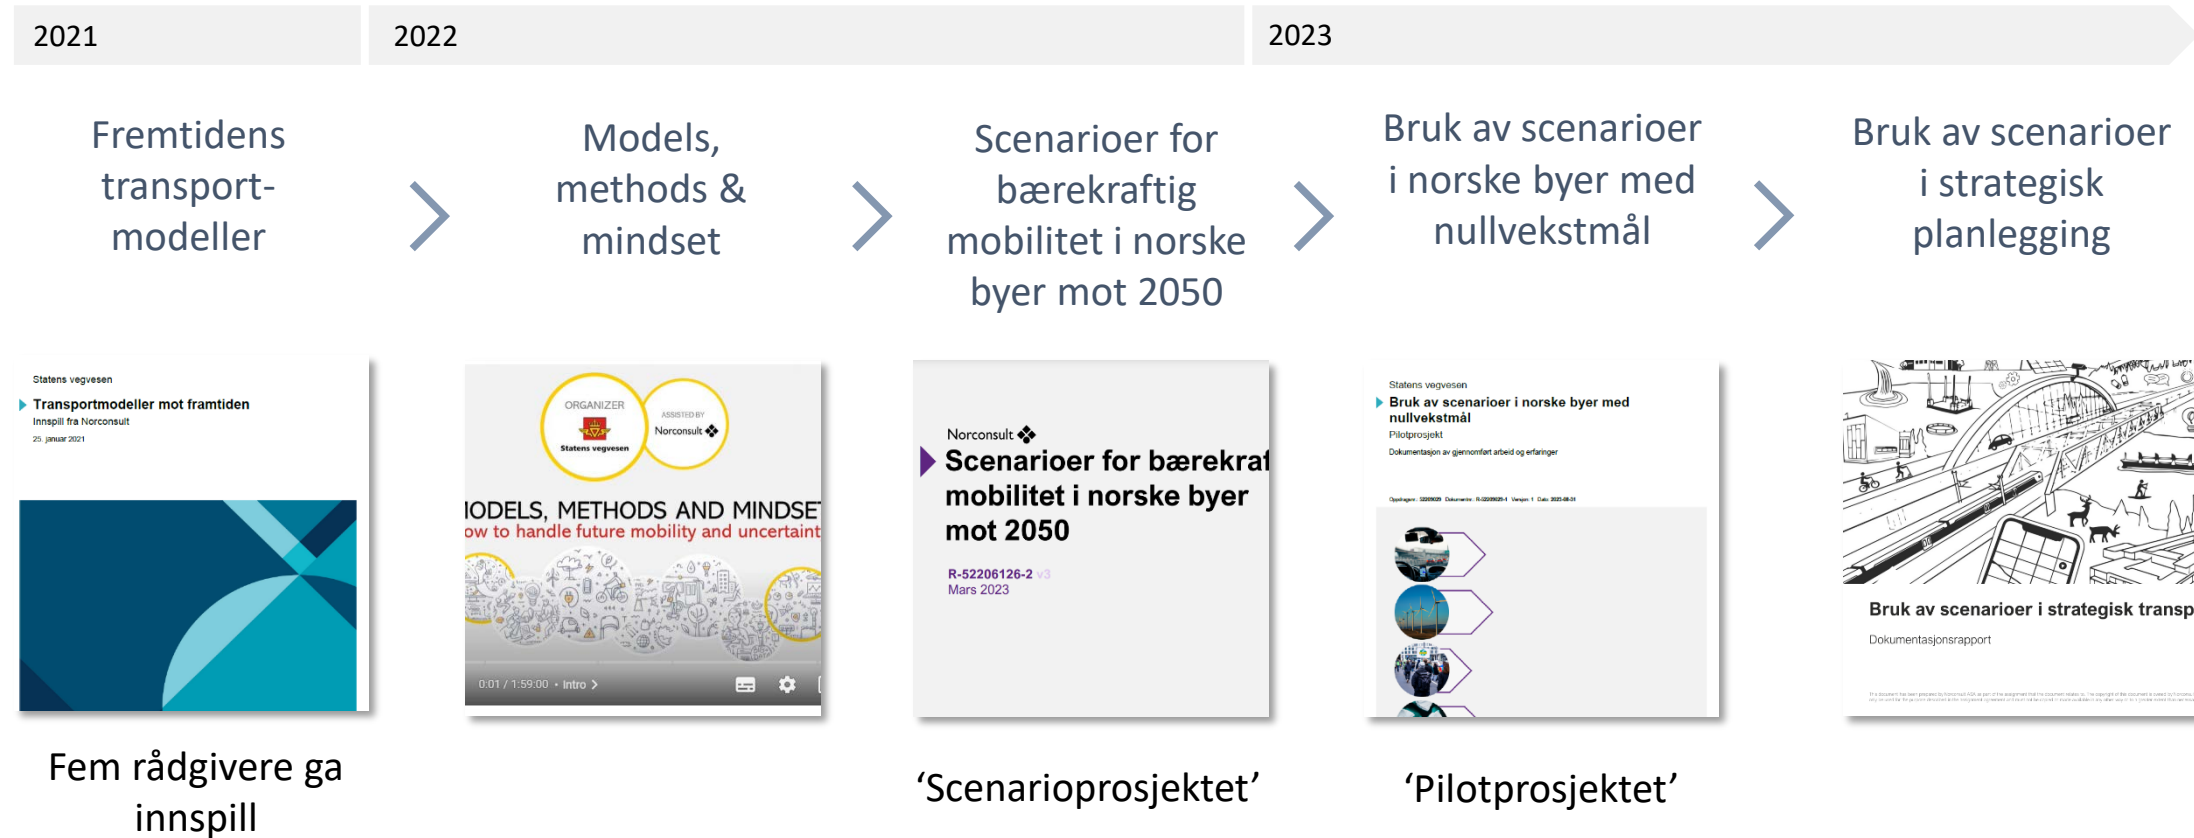 2021
2022
2023
Fremtidens
transport-
modeller
Models,
methods &
mindset
Scenarioer for
bærekraftig
mobilitet i norske
byer mot 2050
Bruk av scenarioer
i norske byer med
nullvekstmål
Bruk av scenarioer
i strategisk
planlegging
Statens vegvesen
Transportmodeller mot framtiden
Innspill fra Norconsult
25. januar 2021
ORGANIZER
Statens vegvesen
ASSISTED BY
Norconsult
MODELS, METHODS AND MINDSET
ow to handle future mobility and uncertaint
0:01 / 1:59:00 • Intro >
Norconsult
Scenarioer for bærekraf
mobilitet i norske byer
mot 2050
R-52206126-2 v3
Mars 2023
Statens vegvesen
Bruk av scenarioer i norske byer med
nullvekstmål
Pilotprosjekt
Dokumentasjon av gjennomført arbeid og erfaringer
Bruk av scenarioer i strategisk transp
Dokumentasjonsrapport
Fem rådgivere ga
innspill
‘Scenarioprosjektet’
‘Pilotprosjektet’